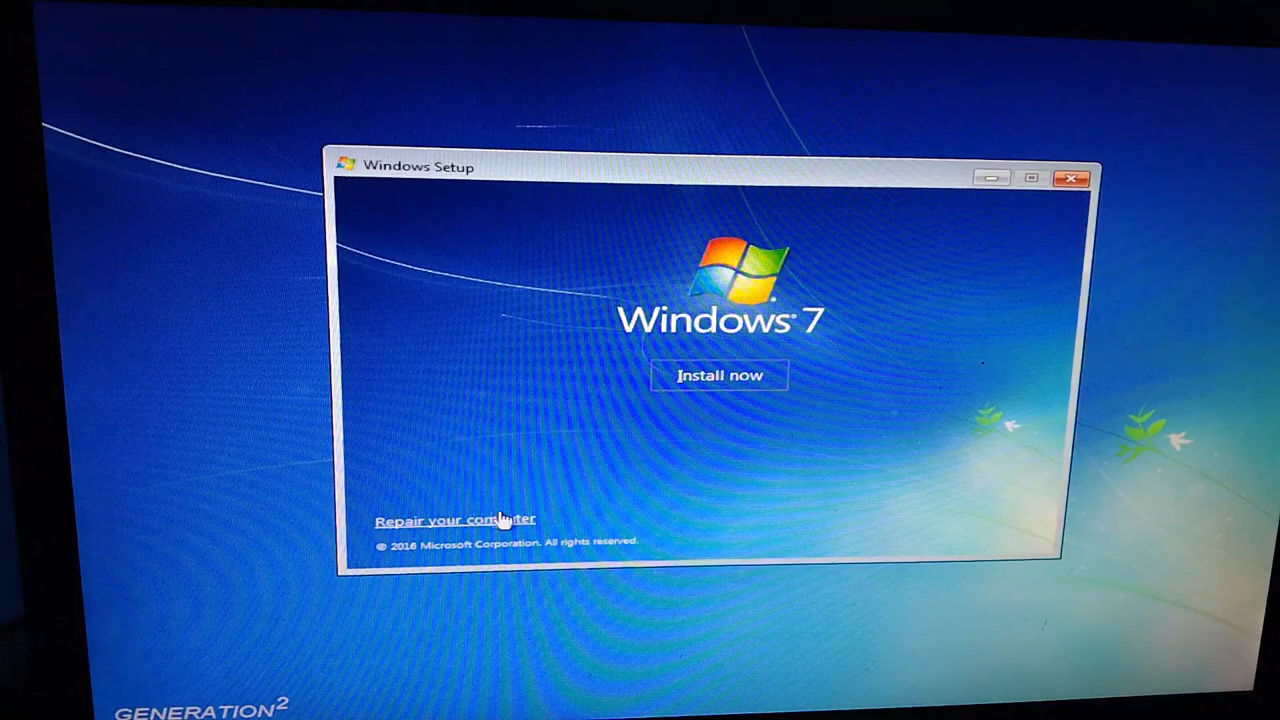 Windows Setup
Windows® 7
Install now
Repair your computer
© 2016 Microsoft Corporation. All rights reserved.
GENERATION²